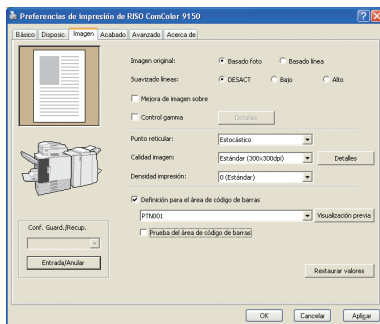 Preferencias de impresión de RISO ComColor 9150
Básico Disposic. Imagen Acabado Avanzado Acerca de
Imagen original: Basado foto Basado línea
Suavizado líneas: DESACT Bajo Alto
Mejora de imagen sobre
Control gamma Detalles
Punto reticular: Estocástico
Calidad imagen: Estándar (300x300dpi) Detalles
Densidad impresión: 0 (Estándar)
Definición para el área de código de barras
PTN001 Visualización previa
Prueba del área de código de barras
Conf. Guard./Recup.
Entrada/Anular
Restaurar valores
OK Cancelar Aplicar